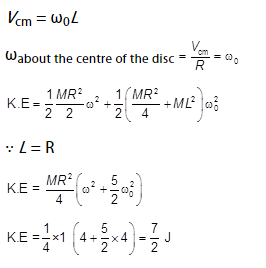 V_cm = ω₀L
ω_about the centre of the disc = V_cm / R = ω₀
K.E = 1/2 MR²/2 ω² + 1/2 (MR²/4 + ML²) ω₀²
∵ L = R
K.E = MR²/4 (ω² + 5/2 ω₀²)
K.E = 1/4 × 1 (4 + 5/2 × 4) = 7/2 J